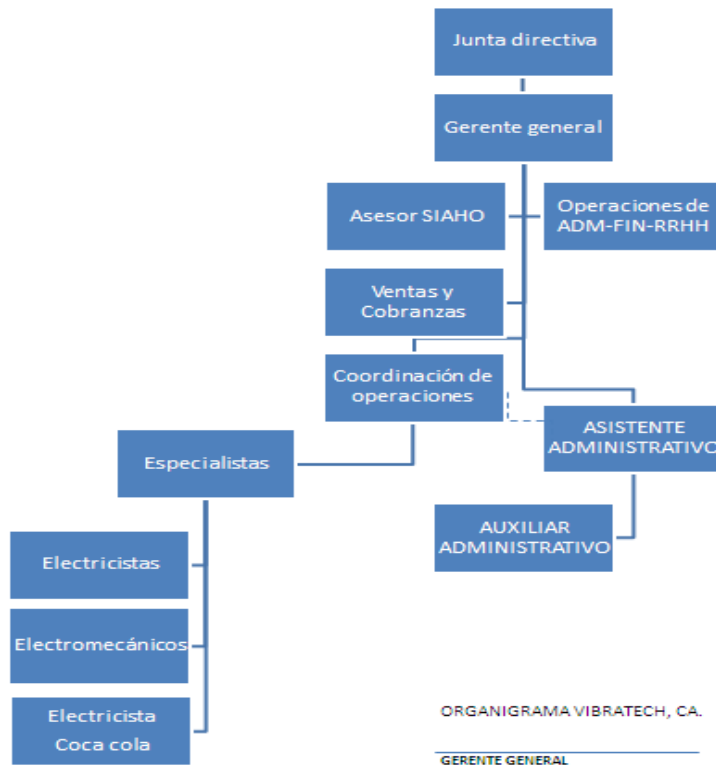 Junta directiva
Gerente general
Asesor SIAHO
Operaciones de
ADM-FIN-RRHH
Ventas y
Cobranzas
Coordinación de
operaciones
ASISTENTE
ADMINISTRATIVO
Especialistas
AUXILIAR
ADMINISTRATIVO
Electricistas
Electromecánicos
Electricista
Coca cola
ORGANIGRAMA VIBRATECH, CA.
GERENTE GENERAL